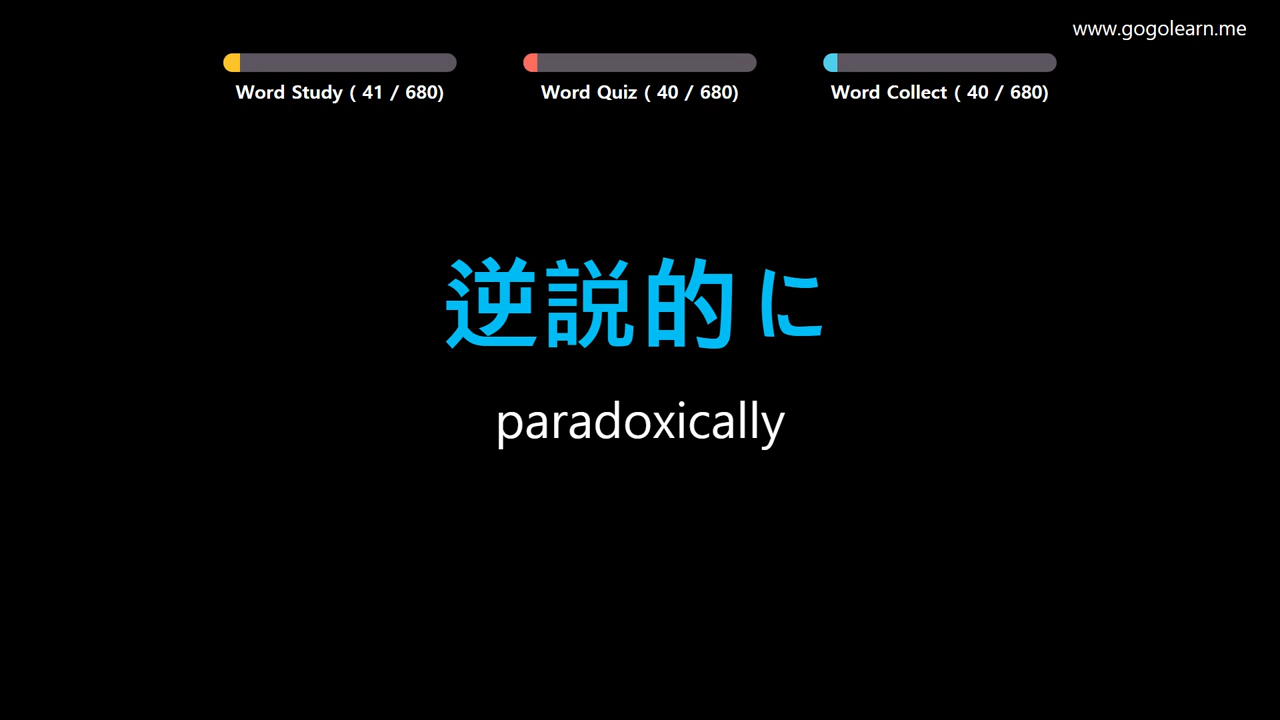 www.gogolearn.me
Word Study ( 41 / 680)
Word Quiz ( 40 / 680)
Word Collect ( 40 / 680)
逆説的に
paradoxically